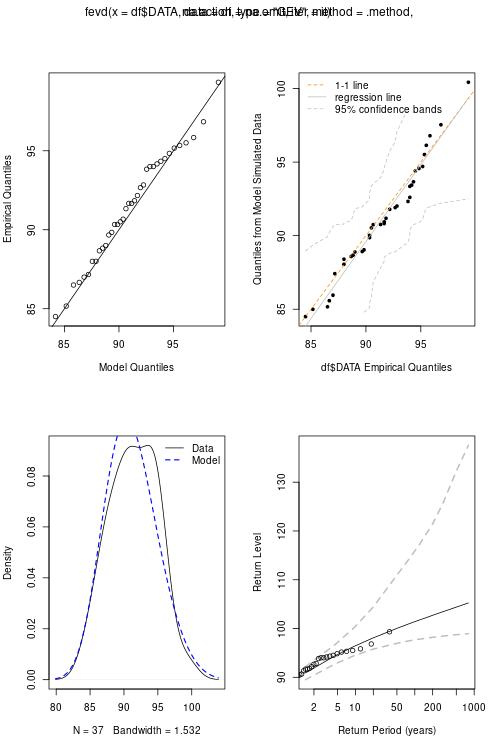 fevd(x = df$DATA, data = df, type = "GEV", method = .method,
95
90
85
Empirical Quantiles
85 90 95
Model Quantiles
100
95
90
85
Quantiles from Model Simulated Data
1-1 line
regression line
95% confidence bands
85 90 95
df$DATA Empirical Quantiles
0.08
0.06
0.04
0.02
0.00
Density
Data
Model
80 85 90 95 100
N = 37 Bandwidth = 1.532
130
120
110
100
90
Return Level
2 5 10 50 200 1000
Return Period (years)